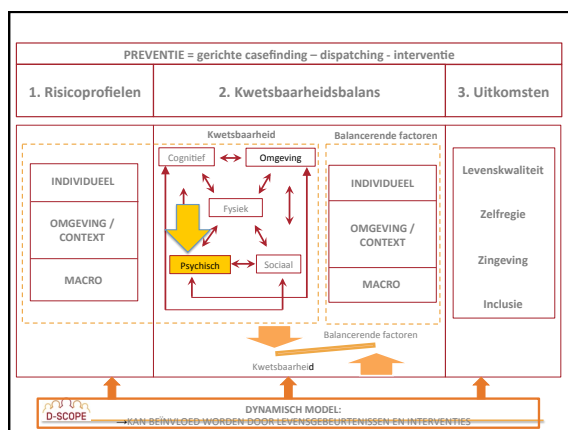 PREVENTIE = gerichte casefinding – dispatching - interventie
1. Risicoprofielen
2. Kwetsbaarheidsbalans
3. Uitkomsten
Kwetsbaarheid
Balancerende factoren
INDIVIDUEEL
OMGEVING /
CONTEXT
MACRO
Cognitief
Omgeving
Fysiek
Psychisch
Sociaal
INDIVIDUEEL
OMGEVING /
CONTEXT
MACRO
Levenskwaliteit
Zelfregie
Zingeving
Inclusie
Balancerende factoren
Kwetsbaarheid
D-SCOPE
DYNAMISCH MODEL:
→KAN BEÏNVLOED WORDEN DOOR LEVENSGEBEURTENISSEN EN INTERVENTIES